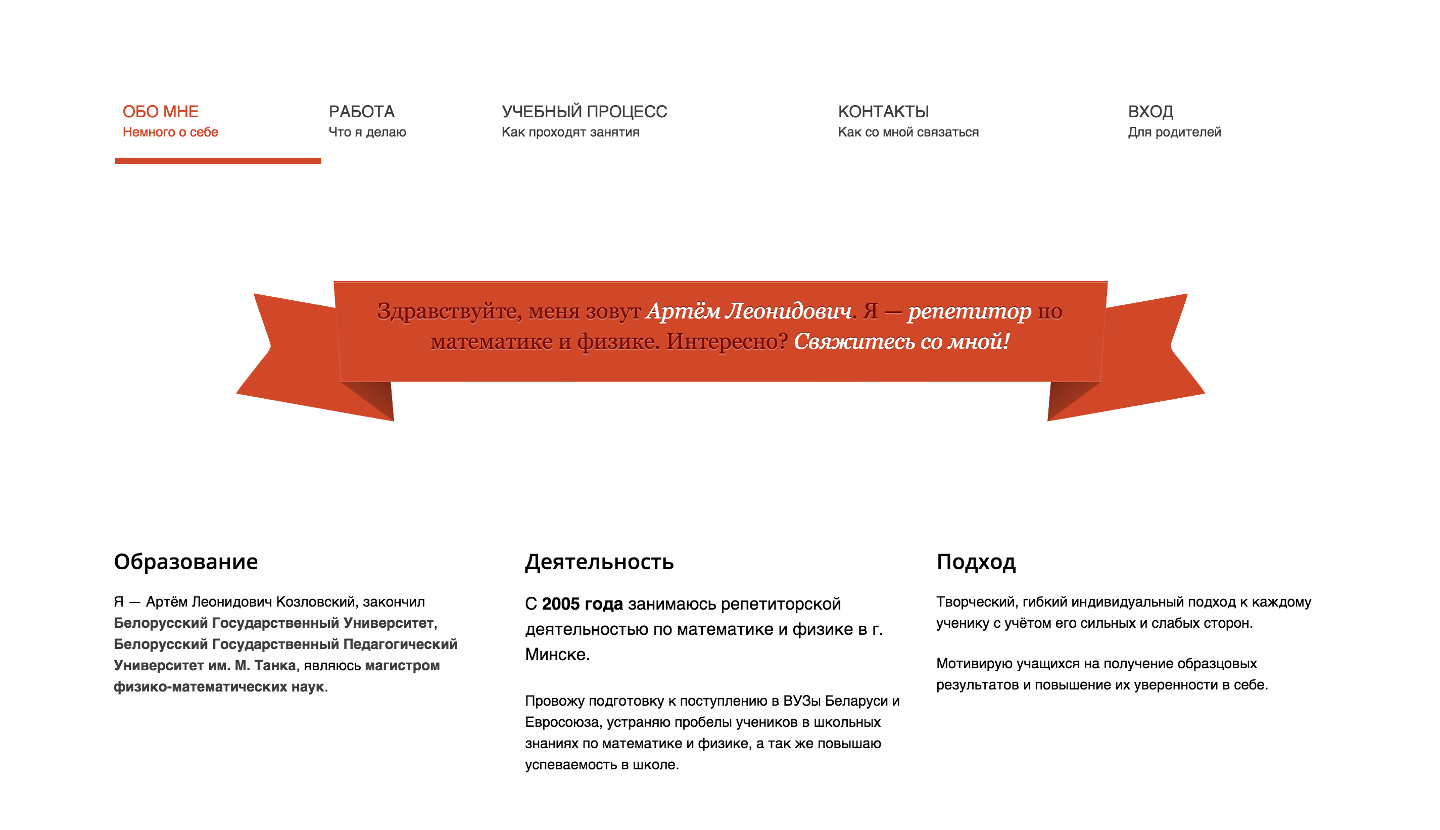 ОБО МНЕ
Немного о себе
РАБОТА
Что я делаю
УЧЕБНЫЙ ПРОЦЕСС
Как проходят занятия
КОНТАКТЫ
Как со мной связаться
ВХОД
Для родителей
Здравствуйте, меня зовут Артём Леонидович. Я — репетитор по
математике и физике. Интересно? Свяжитесь со мной!
Образование
Я — Артём Леонидович Козловский, закончил
Белорусский Государственный Университет,
Белорусский Государственный Педагогический
Университет им. М. Танка, являюсь магистром
физико-математических наук.
Деятельность
С 2005 года занимаюсь репетиторской
деятельностью по математике и физике в г.
Минске.
Провожу подготовку к поступлению в ВУЗы Беларуси и
Евросоюза, устраняю пробелы учеников в школьных
знаниях по математике и физике, а так же повышаю
успеваемость в школе.
Подход
Творческий, гибкий индивидуальный подход к каждому
ученику с учётом его сильных и слабых сторон.
Мотивирую учащихся на получение образцовых
результатов и повышение их уверенности в себе.